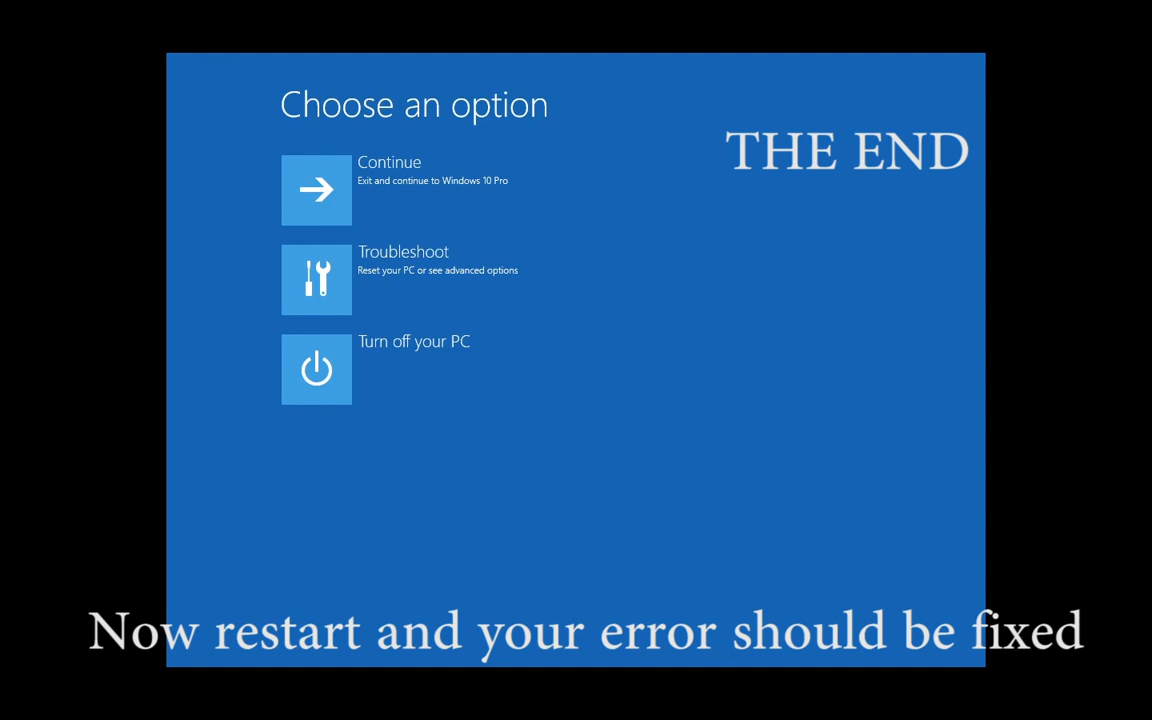 Choose an option
THE END
Continue
Exit and continue to Windows 10 Pro
Troubleshoot
Reset your PC or see advanced options
Turn off your PC
Now restart and your error should be fixed